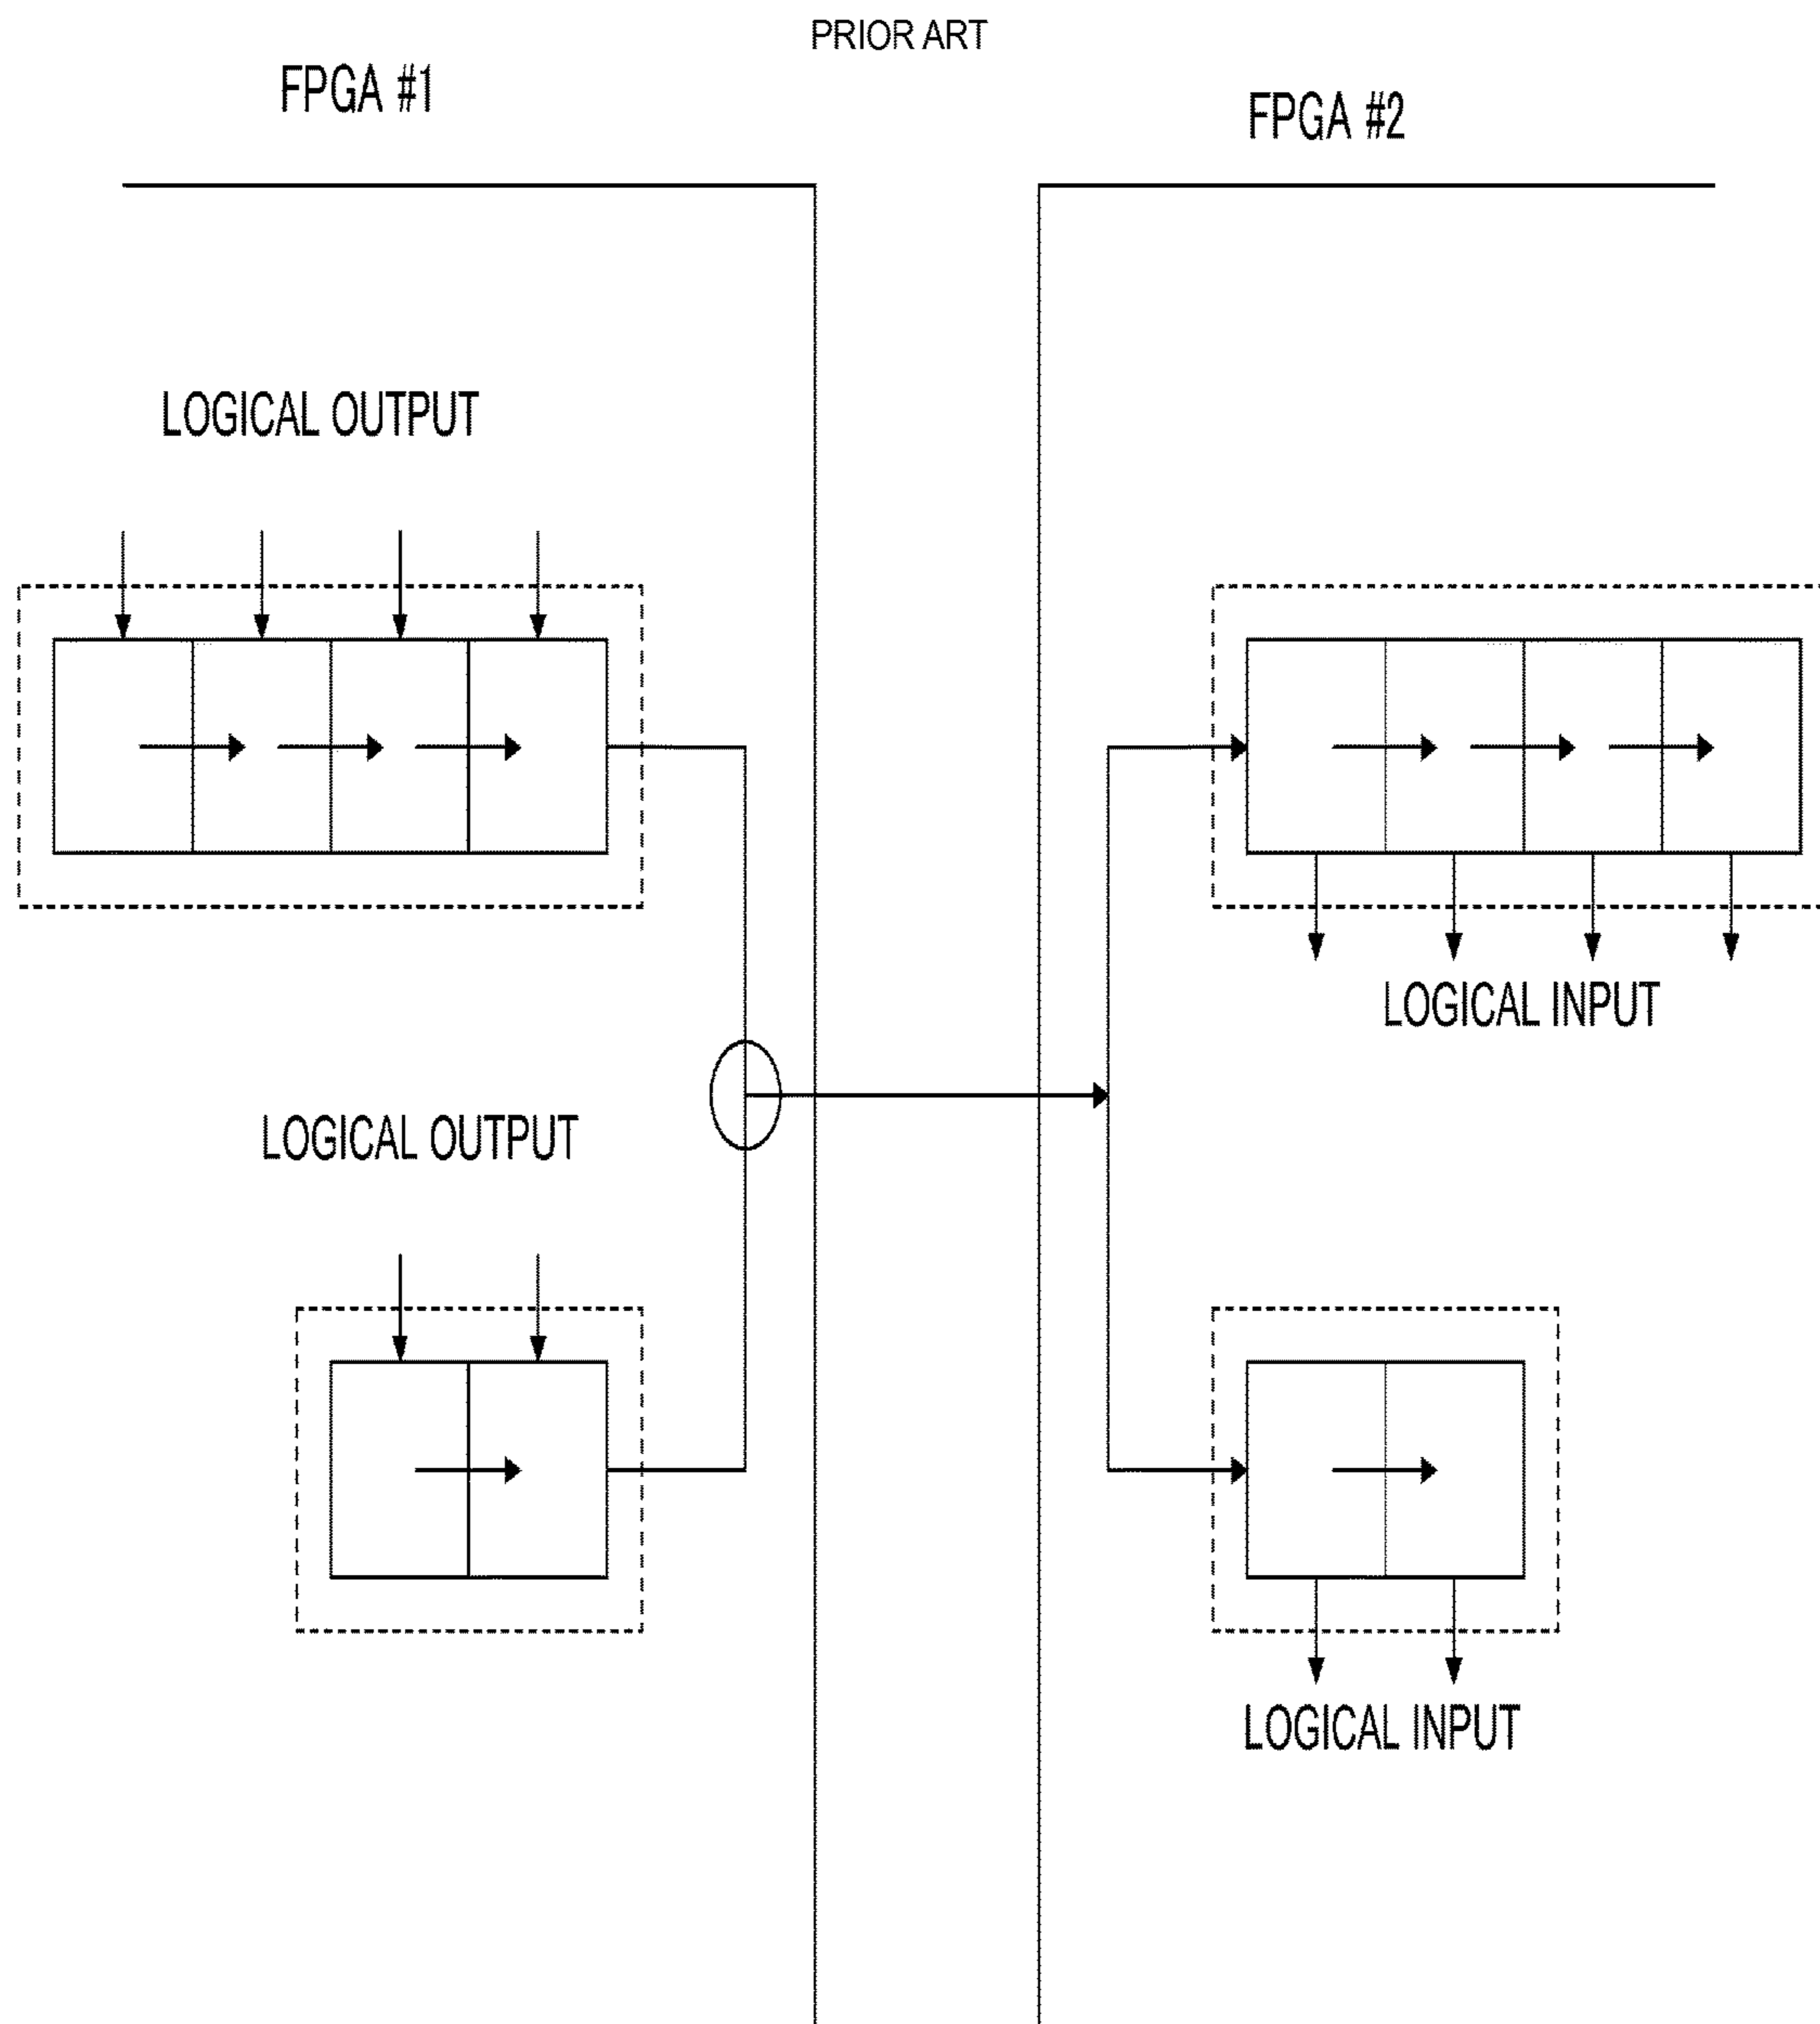 PRIOR ART
FPGA #1
FPGA #2
LOGICAL OUTPUT
LOGICAL INPUT
LOGICAL OUTPUT
LOGICAL INPUT